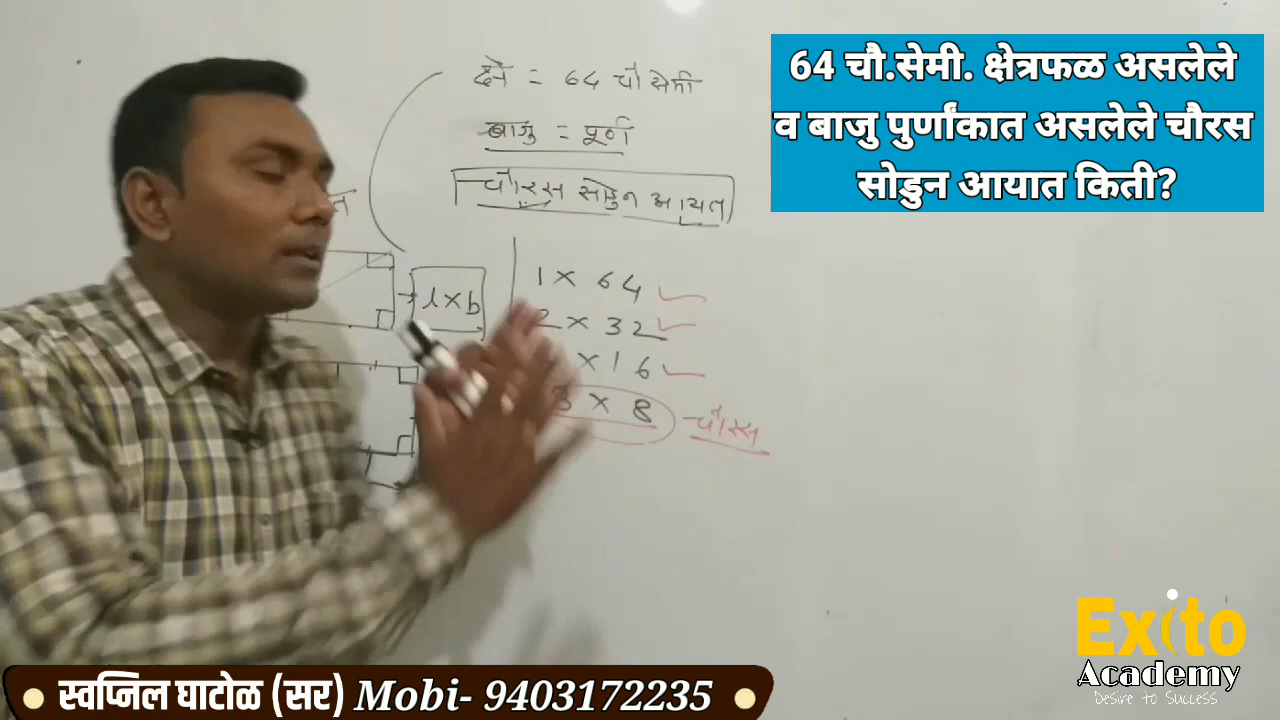 64 चौ.सेमी. क्षेत्रफळ असलेले
व बाजु पुर्णांकात असलेले चौरस
सोडुन आयात किती?
क्षे = 64 चौ सेमी
बाजु = पूर्ण
चौरस सोडुन आयत
l × b
1 × 64
2 × 32
× 16
8 × 8 चौरस
Exito
Academy
Desire to Success
स्वप्निल घाटोळ (सर) Mobi- 9403172235